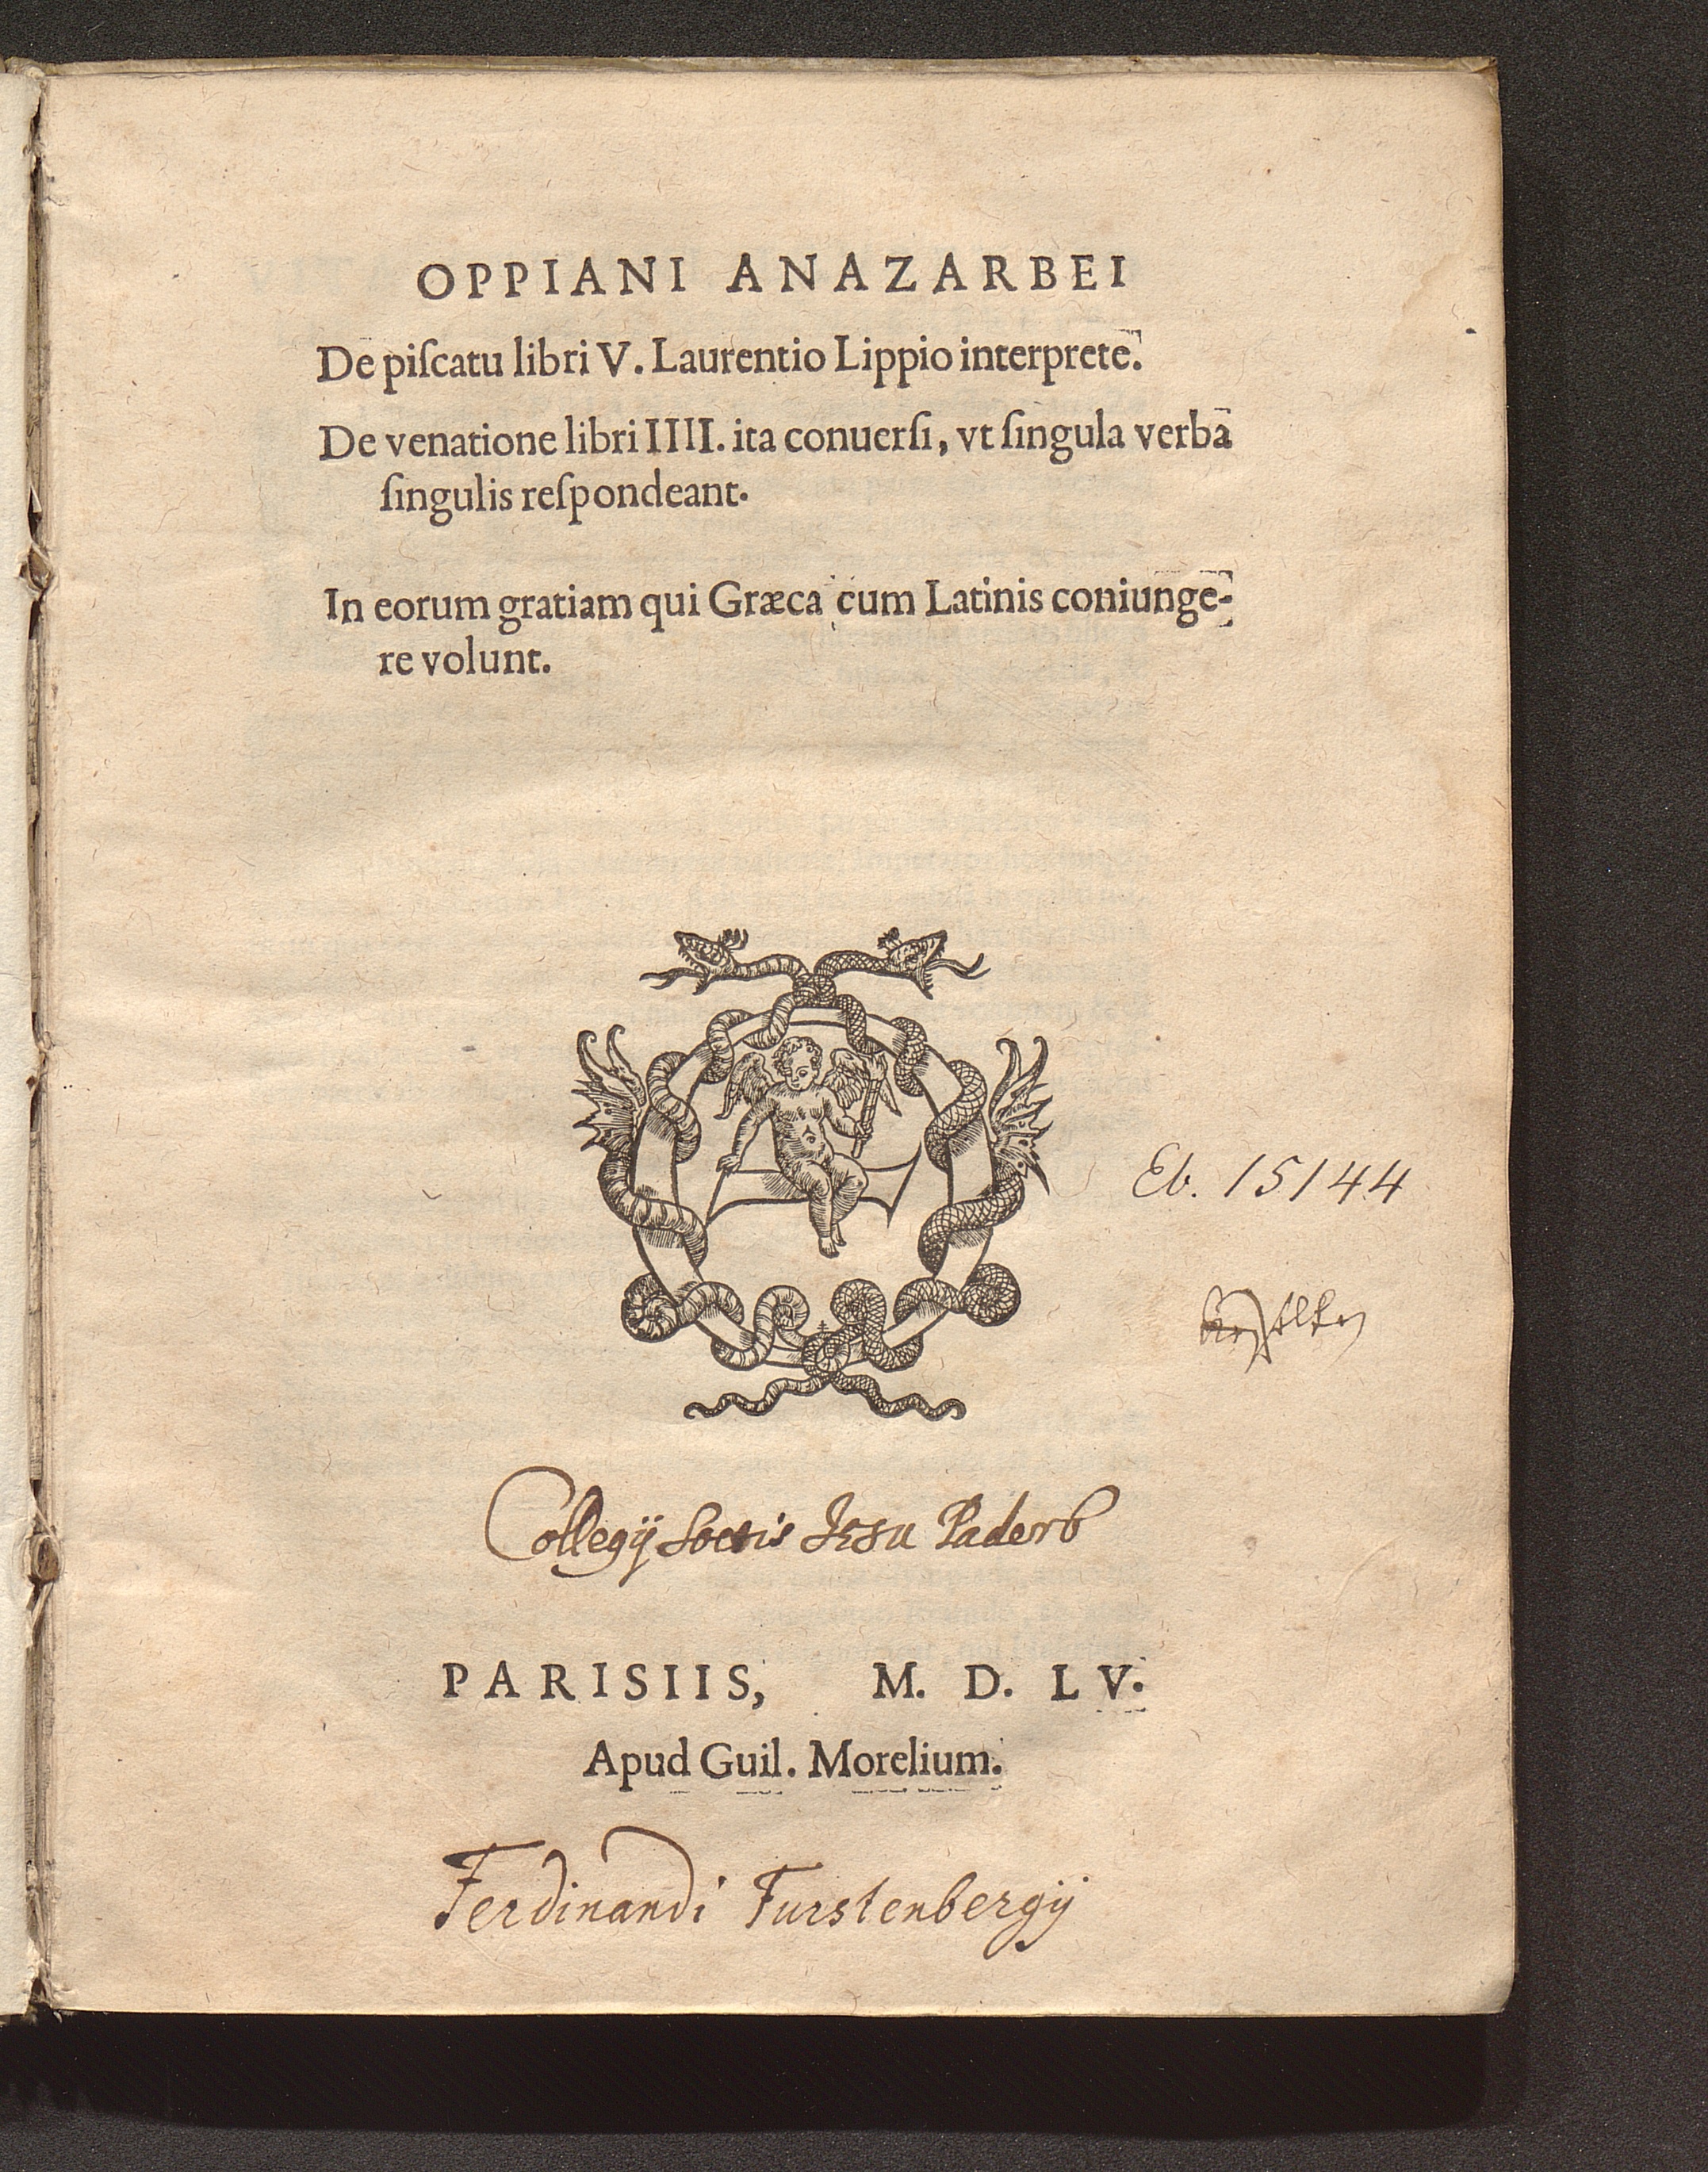 OPPIANI ANAZARBEI
De piſcatu libri V. Laurentio Lippio interprete.
De venatione libri IIII. ita conuerſi, vt ſingula verba
ſingulis reſpondeant.
In eorum gratiam qui Græca cum Latinis coniunge-
re volunt.
Eb. 15144
Collegij Soctis Jesu Paderb
PARISIIS, M. D. LV.
Apud Guil. Morelium.
Ferdinandi Furstenbergij